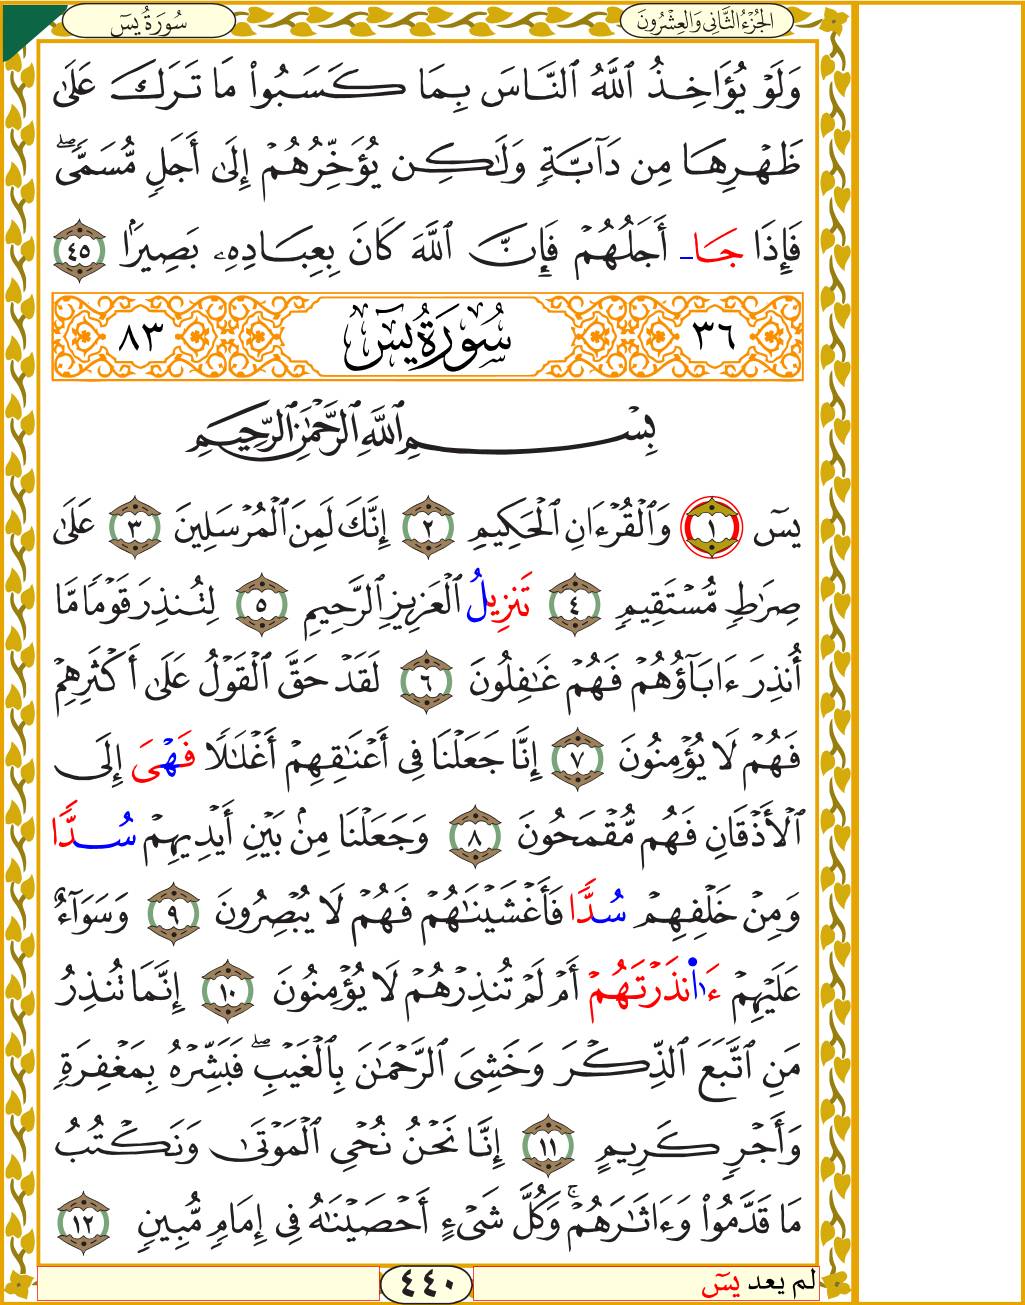 سُورَةُ يسٓ
الجُزْءُ الثَّانِي وَالعِشْرُونَ
وَلَوْ يُؤَاخِذُ ٱللَّهُ ٱلنَّاسَ بِمَا كَسَبُوا۟ مَا تَرَكَ عَلَىٰ
ظَهْرِهَا مِن دَآبَّةٍ وَلَـٰكِن يُؤَخِّرُهُمْ إِلَىٰٓ أَجَلٍ مُّسَمًّى ۖ
فَإِذَا جَا أَجَلُهُمْ فَإِنَّ ٱللَّهَ كَانَ بِعِبَادِهِۦ بَصِيرًۢا ٤٥
٣٦ سُورَةُ يسٓ ٨٣
بِسْمِ ٱللَّهِ ٱلرَّحْمَـٰنِ ٱلرَّحِيمِ
يسٓ ١ وَٱلْقُرْءَانِ ٱلْحَكِيمِ ٢ إِنَّكَ لَمِنَ ٱلْمُرْسَلِينَ ٣ عَلَىٰ
صِرَٰطٍ مُّسْتَقِيمٍ ٤ تَنزِيلُ ٱلْعَزِيزِ ٱلرَّحِيمِ ٥ لِتُنذِرَ قَوْمًا مَّآ
أُنذِرَ ءَابَآؤُهُمْ فَهُمْ غَـٰفِلُونَ ٦ لَقَدْ حَقَّ ٱلْقَوْلُ عَلَىٰٓ أَكْثَرِهِمْ
فَهُمْ لَا يُؤْمِنُونَ ٧ إِنَّا جَعَلْنَا فِىٓ أَعْنَـٰقِهِمْ أَغْلَـٰلًا فَهْىَ إِلَى
ٱلْأَذْقَانِ فَهُم مُّقْمَحُونَ ٨ وَجَعَلْنَا مِنۢ بَيْنِ أَيْدِيهِمْ سُدًّا
وَمِنْ خَلْفِهِمْ سُدًّا فَأَغْشَيْنَـٰهُمْ فَهُمْ لَا يُبْصِرُونَ ٩ وَسَوَآءٌ
عَلَيْهِمْ ءَا۬نذَرْتَهُمْ أَمْ لَمْ تُنذِرْهُمْ لَا يُؤْمِنُونَ ١٠ إِنَّمَا تُنذِرُ
مَنِ ٱتَّبَعَ ٱلذِّكْرَ وَخَشِىَ ٱلرَّحْمَـٰنَ بِٱلْغَيْبِ ۖ فَبَشِّرْهُ بِمَغْفِرَةٍ
وَأَجْرٍ كَرِيمٍ ١١ إِنَّا نَحْنُ نُحْىِ ٱلْمَوْتَىٰ وَنَكْتُبُ
مَا قَدَّمُوا۟ وَءَاثَـٰرَهُمْ ۚ وَكُلَّ شَىْءٍ أَحْصَيْنَـٰهُ فِىٓ إِمَامٍ مُّبِينٍ ١٢
لم يعد يسٓ
٤٤٠